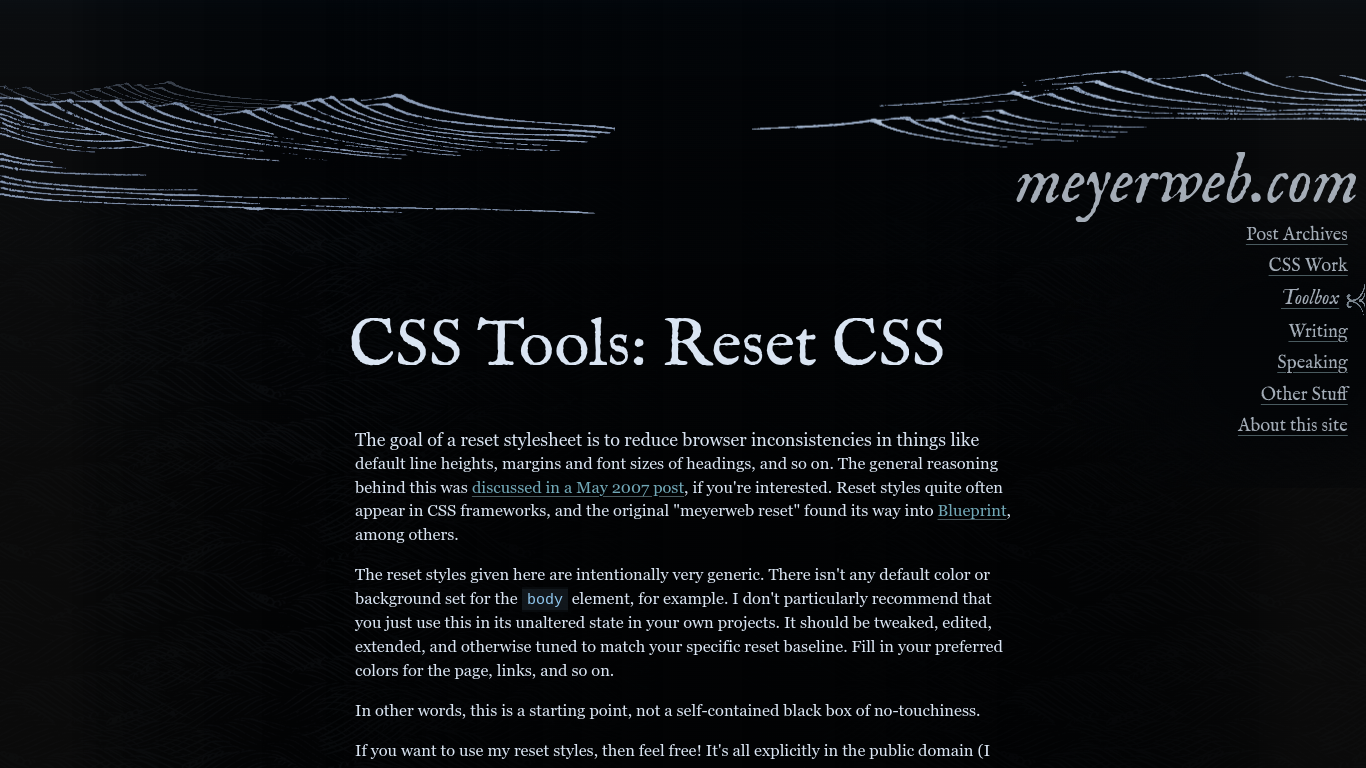 meyerweb.com
Post Archives
CSS Work
Toolbox
Writing
Speaking
Other Stuff
About this site
CSS Tools: Reset CSS
The goal of a reset stylesheet is to reduce browser inconsistencies in things like
default line heights, margins and font sizes of headings, and so on. The general reasoning
behind this was discussed in a May 2007 post, if you're interested. Reset styles quite often
appear in CSS frameworks, and the original "meyerweb reset" found its way into Blueprint,
among others.
The reset styles given here are intentionally very generic. There isn't any default color or
background set for the body element, for example. I don't particularly recommend that
you just use this in its unaltered state in your own projects. It should be tweaked, edited,
extended, and otherwise tuned to match your specific reset baseline. Fill in your preferred
colors for the page, links, and so on.
In other words, this is a starting point, not a self-contained black box of no-touchiness.
If you want to use my reset styles, then feel free! It's all explicitly in the public domain (I